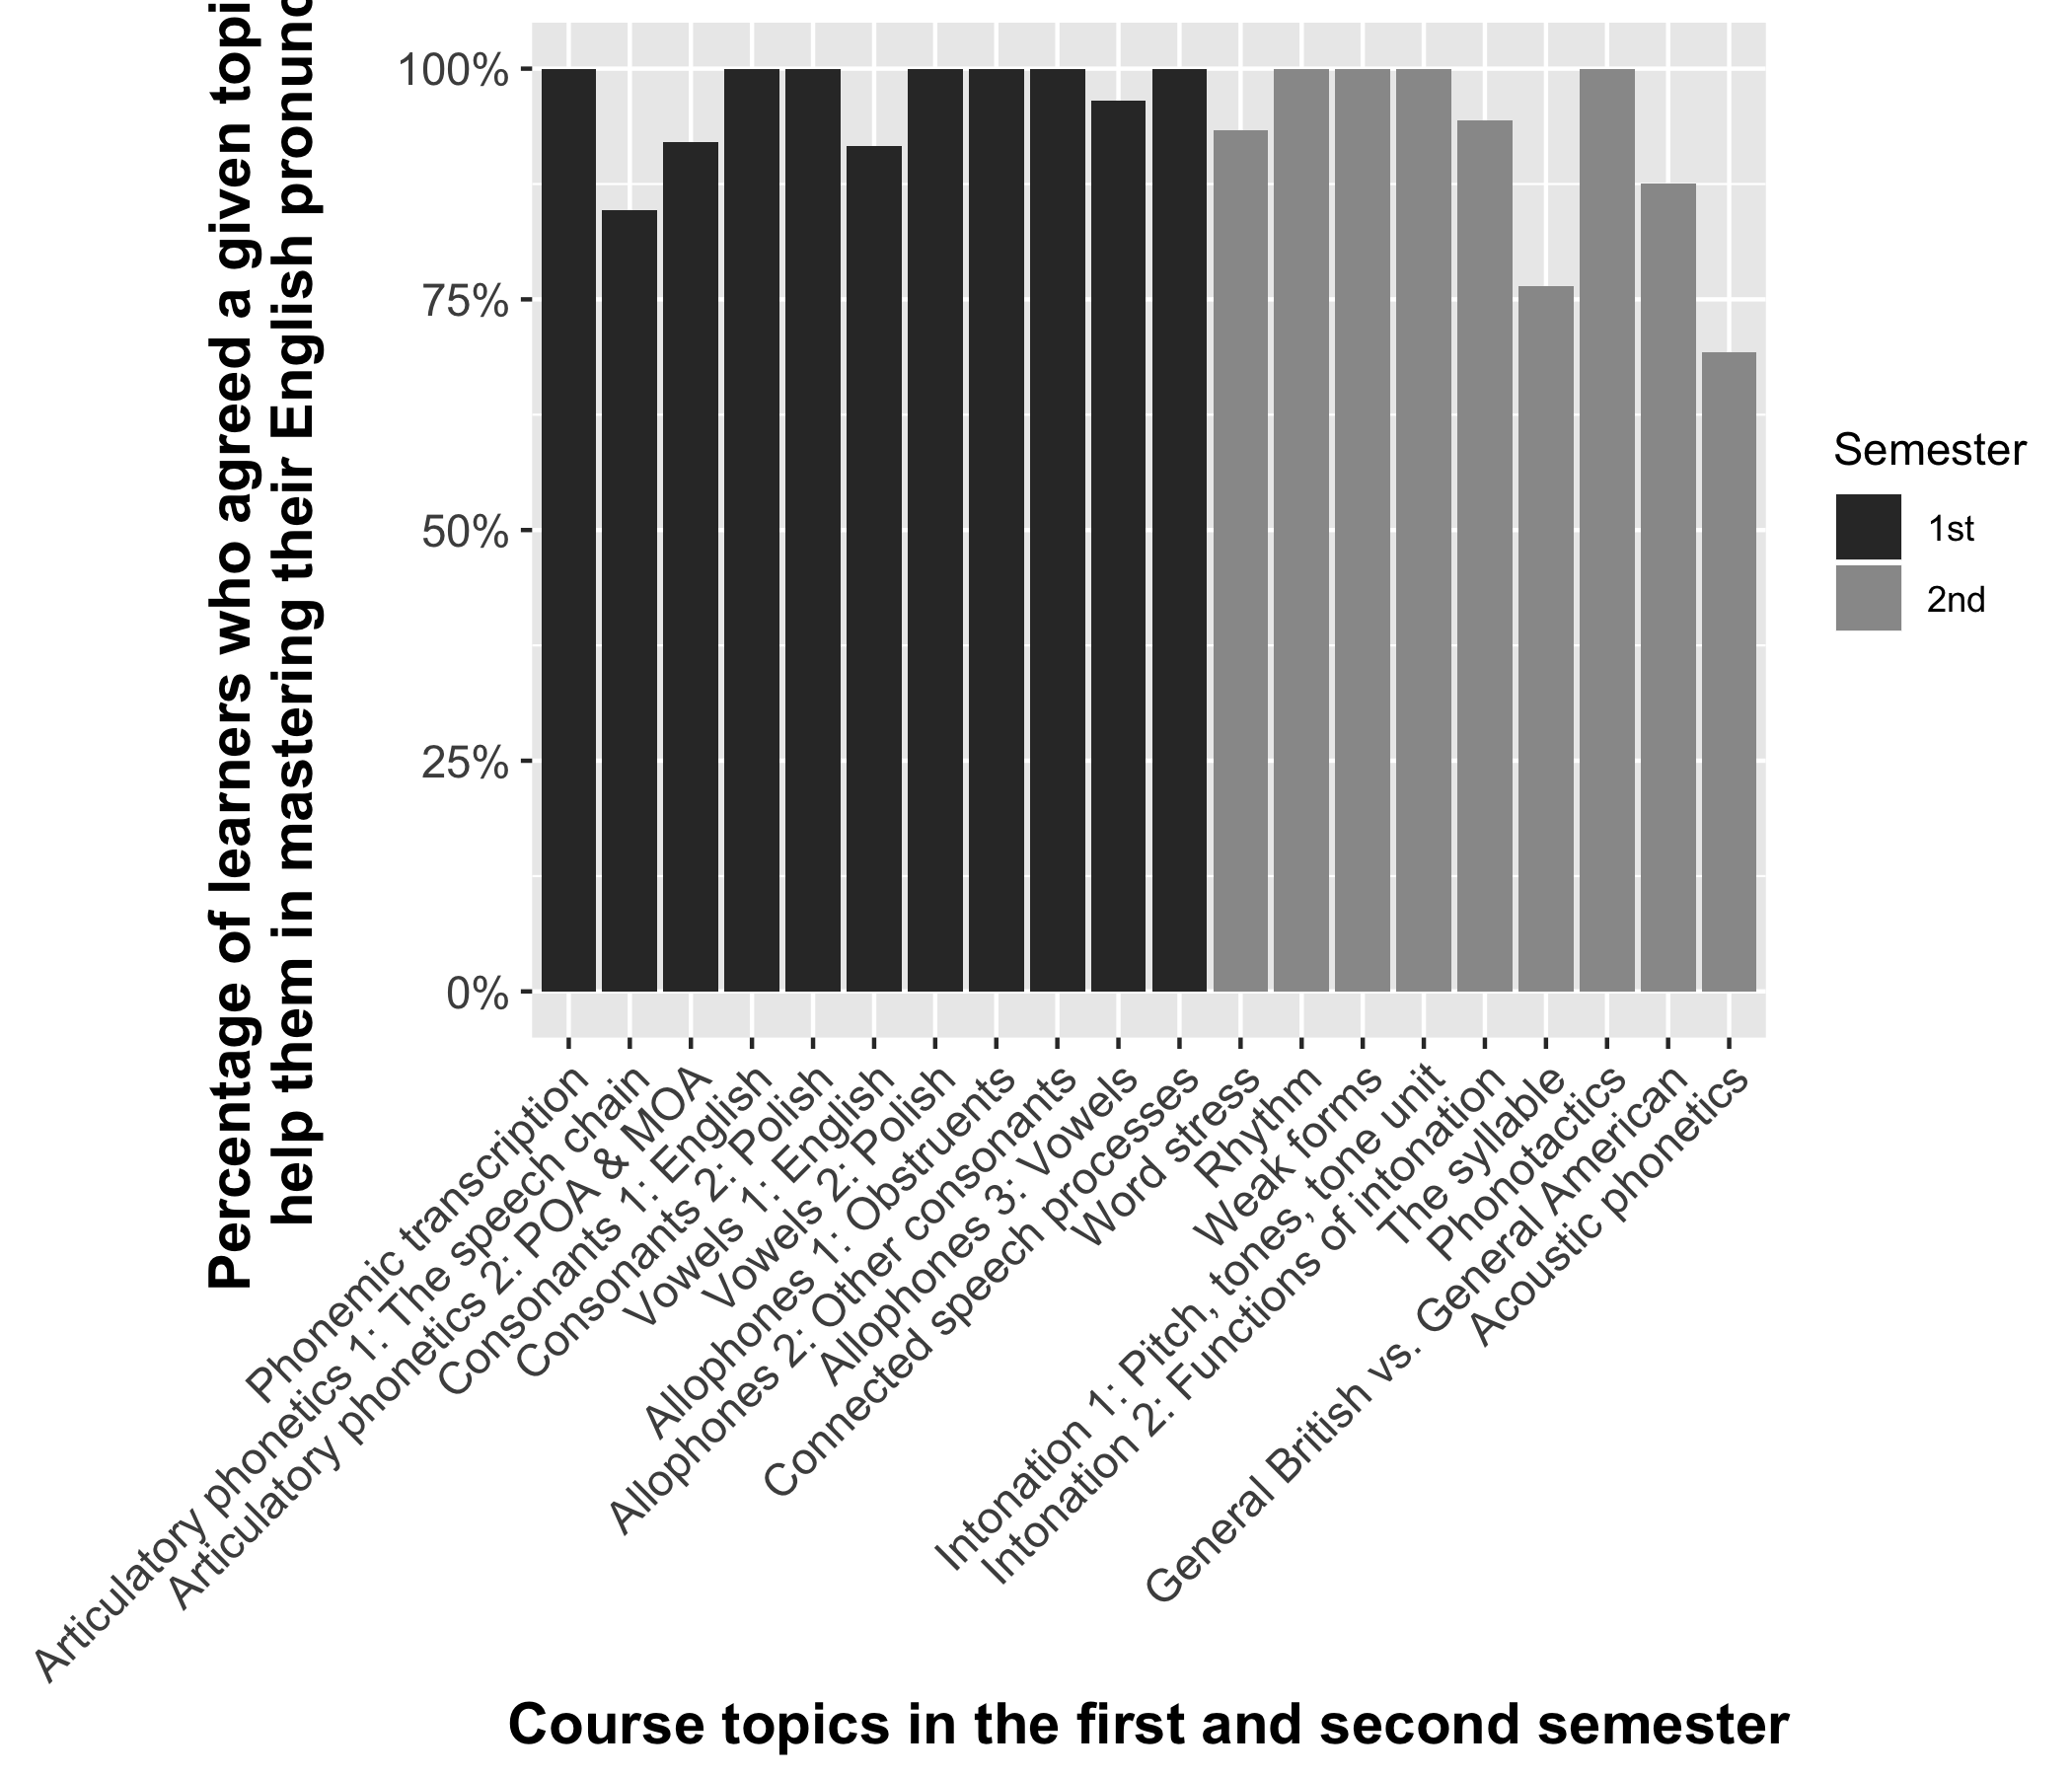 Percentage of learners who agreed a given
help them in mastering their English
100%
75%
50%
25%
0%
Phonemic transcription
Articulatory phonetics 1: The speech chain
Articulatory phonetics 2: POA & MOA
Consonants 1: English
Consonants 2: Polish
Vowels 1: English
Vowels 2: Polish
Allophones 1: Obstruents
Allophones 2: Other consonants
Allophones 3: Vowels
Connected speech processes
Word stress
Rhythm
Weak forms
Intonation 1: Pitch, tones, tone unit
Intonation 2: Functions of intonation
The syllable
Phonotactics
General British vs. General American
Acoustic phonetics
Course topics in the first and second semester
Semester
1st
2nd